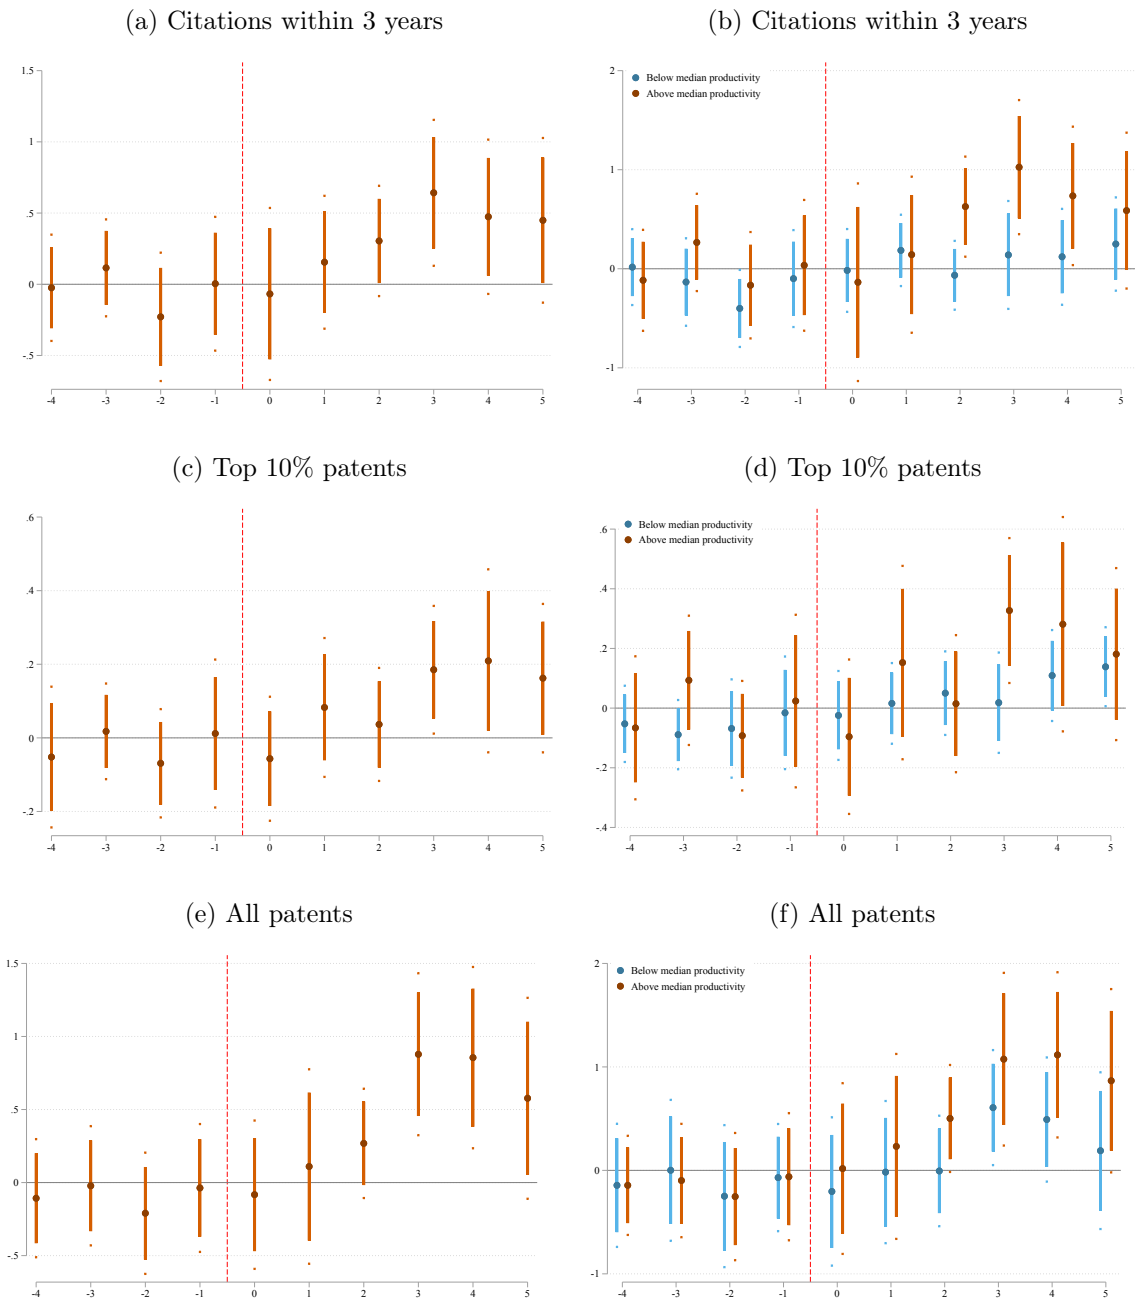 (a) Citations within 3 years
1.5
1
.5
0
-.5
-4 -3 -2 -1 0 1 2 3 4 5
(b) Citations within 3 years
Below median productivity
Above median productivity
2
1
0
-1
-4 -3 -2 -1 0 1 2 3 4 5
(c) Top 10% patents
.6
.4
.2
0
-.2
-4 -3 -2 -1 0 1 2 3 4 5
(d) Top 10% patents
Below median productivity
Above median productivity
.6
.4
.2
0
-.2
-.4
-4 -3 -2 -1 0 1 2 3 4 5
(e) All patents
1.5
1
.5
0
-.5
-4 -3 -2 -1 0 1 2 3 4 5
(f) All patents
Below median productivity
Above median productivity
2
1
0
-1
-4 -3 -2 -1 0 1 2 3 4 5